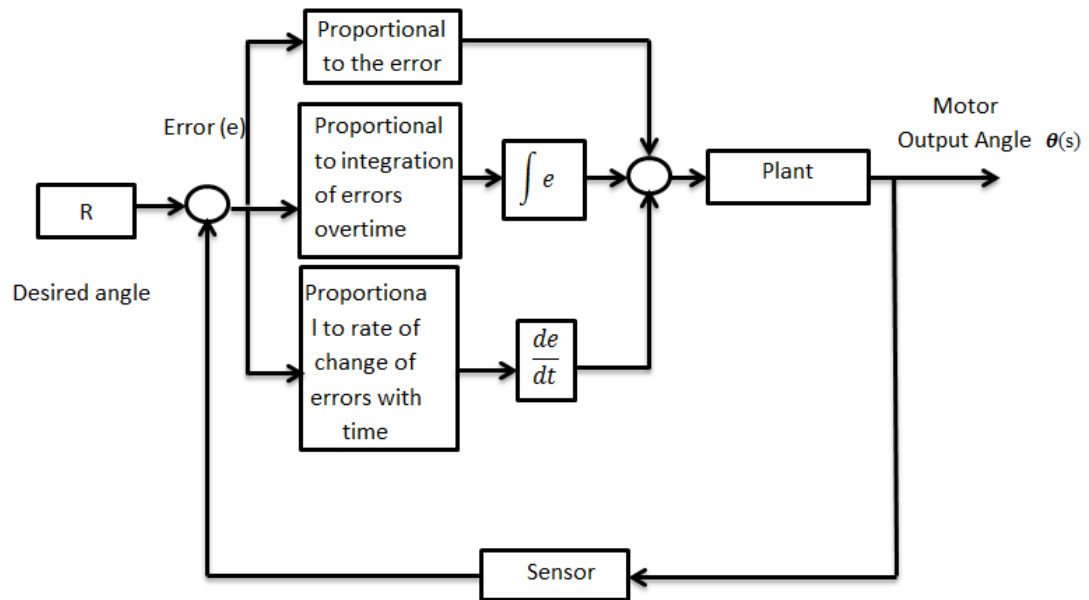 Proportional
to the error
Error (e)
Proportional
to integration
of errors
overtime
∫ e
Plant
Motor
Output Angle θ(s)
R
Desired angle
Proportiona
l to rate of
change of
errors with
time
de
dt
Sensor